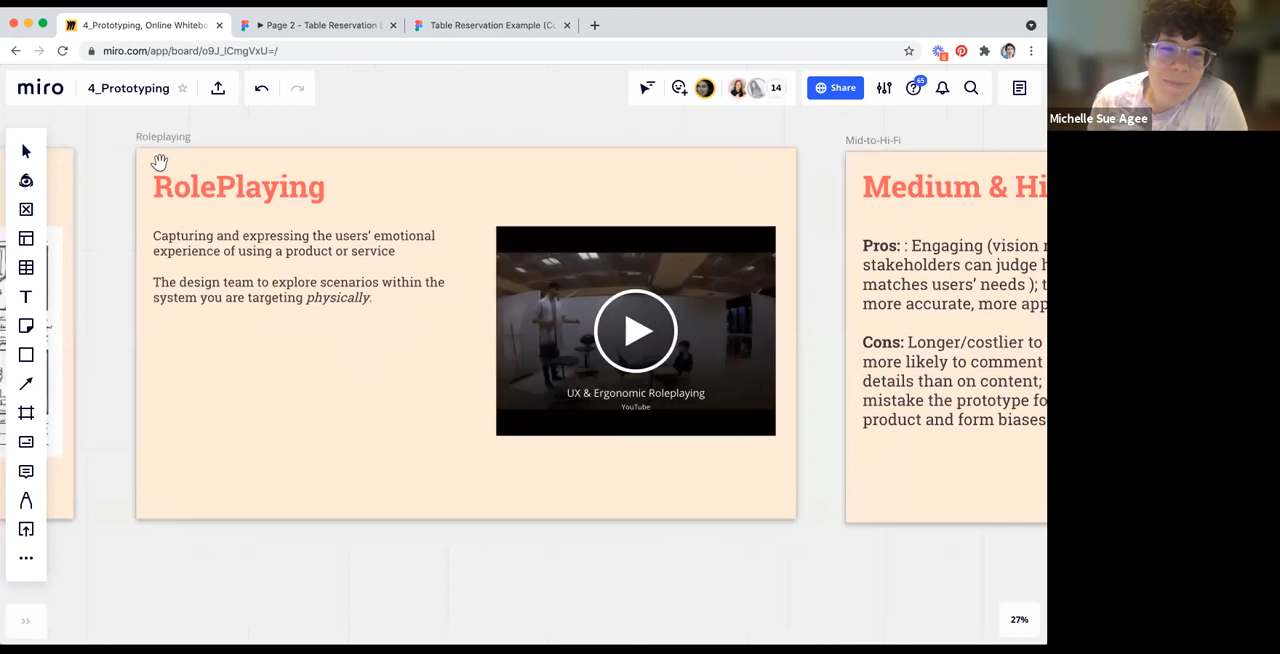 4_Prototyping, Online Whitebo
Page 2 - Table Reservation
Table Reservation Example (Cu
miro.com/app/board/o9J_lCmgVxU=/
6
miro
4_Prototyping
14
Share
65
Roleplaying
RolePlaying
Capturing and expressing the users’ emotional
experience of using a product or service
The design team to explore scenarios within the
system you are targeting physically.
UX & Ergonomic Roleplaying
YouTube
Mid-to-Hi-Fi
Medium & Hi
Pros: : Engaging (vision
stakeholders can judge
matches users’ needs ); t
more accurate, more app
Cons: Longer/costlier to
more likely to comment
details than on content;
mistake the prototype fo
product and form biases
27%
Michelle Sue Agee